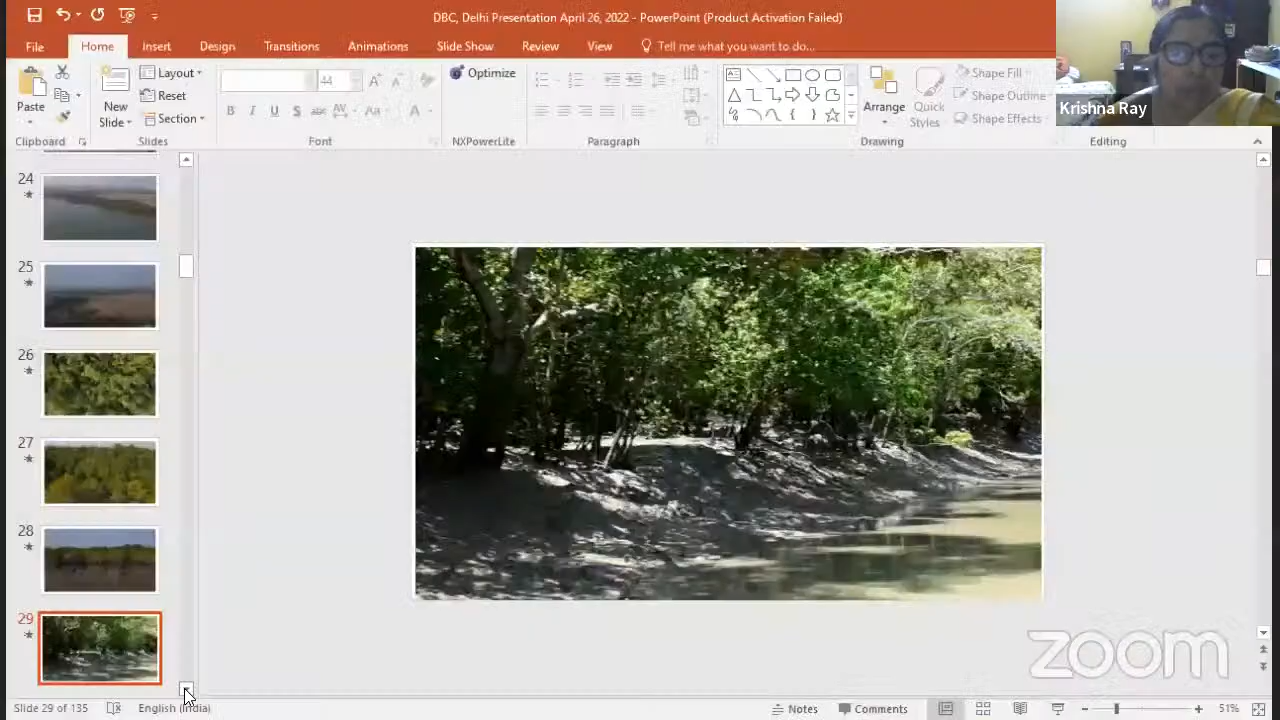 DBC, Delhi Presentation April 26, 2022 - PowerPoint (Product Activation Failed)
File Home Insert Design Transitions Animations Slide Show Review View Tell me what you want to do...
Paste
New Slide
Layout
Reset
Section
44
B I U S abc AV Aa A
Optimize
Arrange
Quick Styles
Shape Fill
Shape Outline
Shape Effects
Clipboard Slides Font NXPowerLite Paragraph Drawing Editing
Krishna Ray
24
25
26
27
28
29
zoom
Slide 29 of 135 English (India) Notes Comments 51%